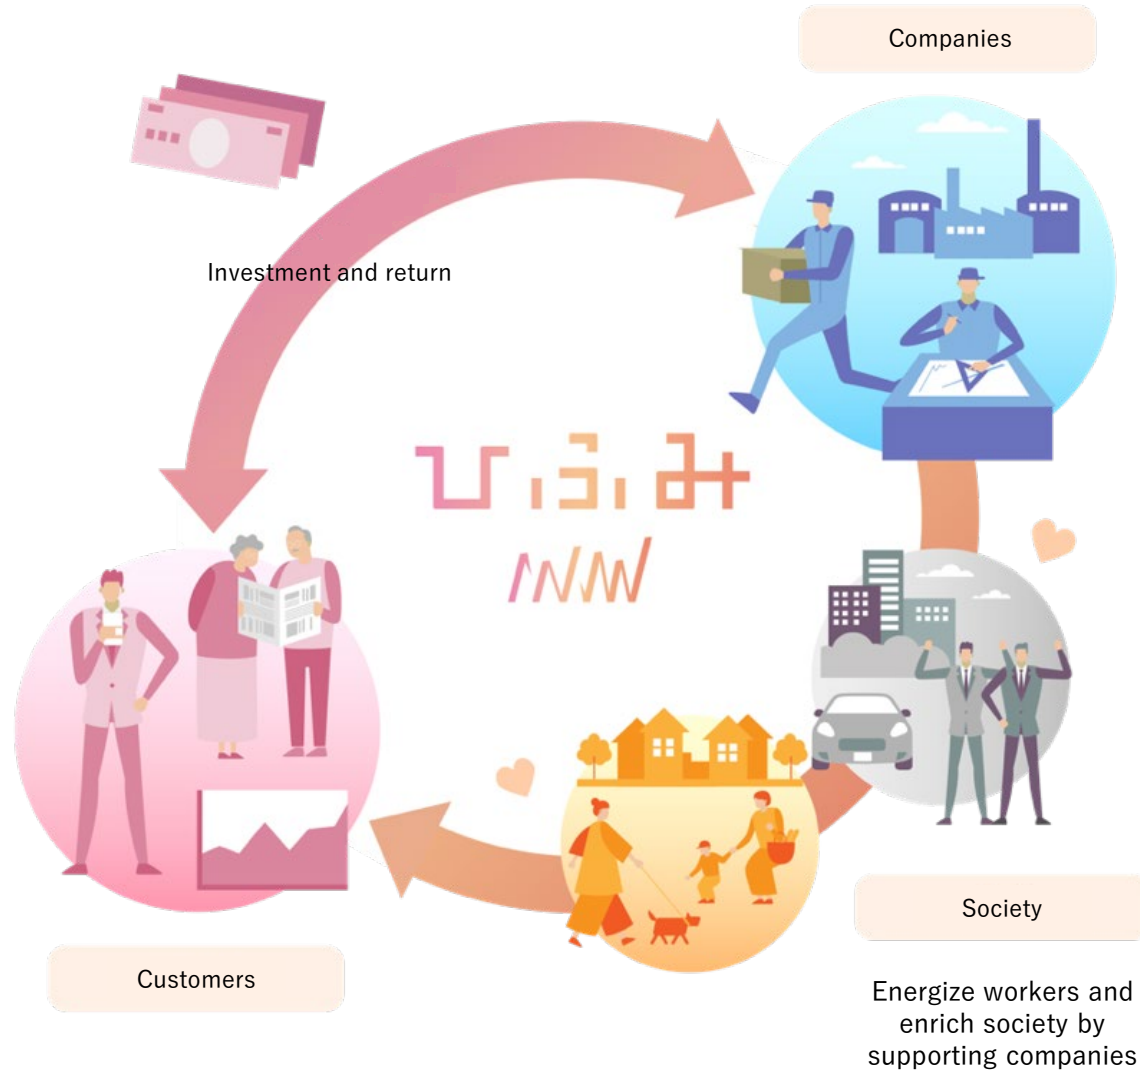 Companies
Investment and return
ひふみ
Society
Customers
Energize workers and
enrich society by
supporting companies